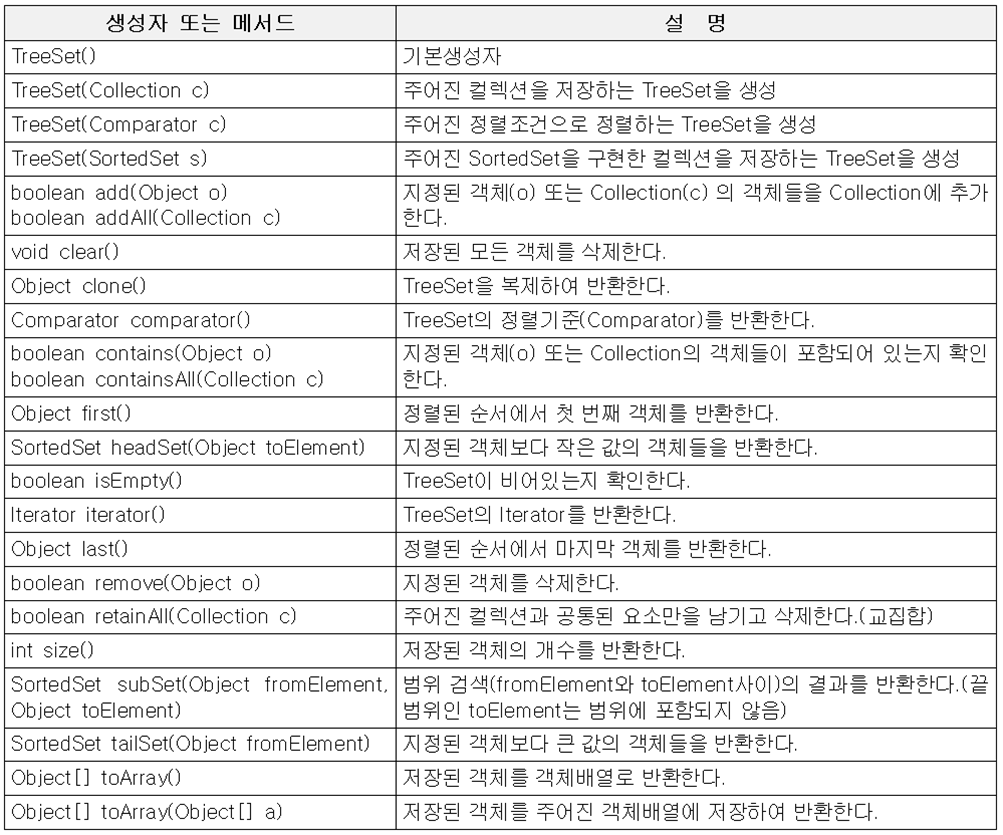 생성자 또는 메서드 설 명
TreeSet() 기본생성자
TreeSet(Collection c) 주어진 컬렉션을 저장하는 TreeSet을 생성
TreeSet(Comparator c) 주어진 정렬조건으로 정렬하는 TreeSet을 생성
TreeSet(SortedSet s) 주어진 SortedSet을 구현한 컬렉션을 저장하는 TreeSet을 생성
boolean add(Object o) 지정된 객체(o) 또는 Collection(c) 의 객체들을 Collection에 추가
boolean addAll(Collection c) 한다.
void clear() 저장된 모든 객체를 삭제한다.
Object clone() TreeSet을 복제하여 반환한다.
Comparator comparator() TreeSet의 정렬기준(Comparator)를 반환한다.
boolean contains(Object o) 지정된 객체(o) 또는 Collection의 객체들이 포함되어 있는지 확인
boolean containsAll(Collection c) 한다.
Object first() 정렬된 순서에서 첫 번째 객체를 반환한다.
SortedSet headSet(Object toElement) 지정된 객체보다 작은 값의 객체들을 반환한다.
boolean isEmpty() TreeSet이 비어있는지 확인한다.
Iterator iterator() TreeSet의 Iterator를 반환한다.
Object last() 정렬된 순서에서 마지막 객체를 반환한다.
boolean remove(Object o) 지정된 객체를 삭제한다.
boolean retainAll(Collection c) 주어진 컬렉션과 공통된 요소만을 남기고 삭제한다.(교집합)
int size() 저장된 객체의 개수를 반환한다.
SortedSet subSet(Object fromElement, 범위 검색(fromElement와 toElement사이)의 결과를 반환한다.(끝
Object toElement) 범위인 toElement는 범위에 포함되지 않음)
SortedSet tailSet(Object fromElement) 지정된 객체보다 큰 값의 객체들을 반환한다.
Object[] toArray() 저장된 객체를 객체배열로 반환한다.
Object[] toArray(Object[] a) 저장된 객체를 주어진 객체배열에 저장하여 반환한다.